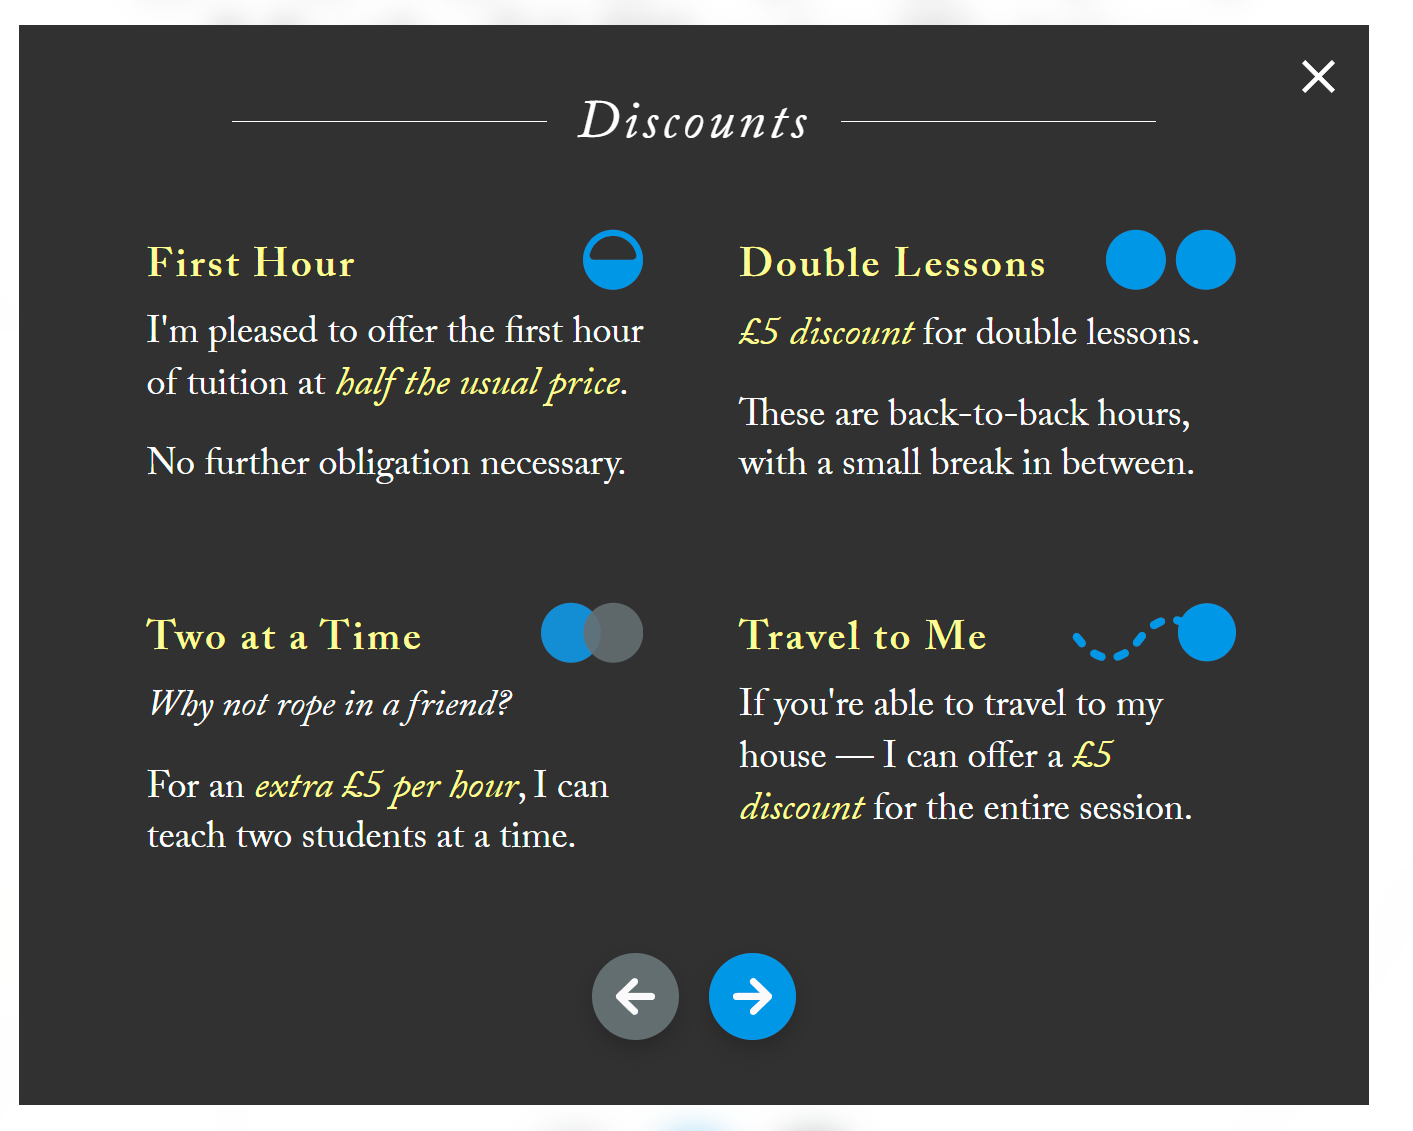 Discounts
First Hour
I'm pleased to offer the first hour
of tuition at half the usual price.
No further obligation necessary.
Double Lessons
£5 discount for double lessons.
These are back-to-back hours,
with a small break in between.
Two at a Time
Why not rope in a friend?
For an extra £5 per hour, I can
teach two students at a time.
Travel to Me
If you're able to travel to my
house — I can offer a £5
discount for the entire session.